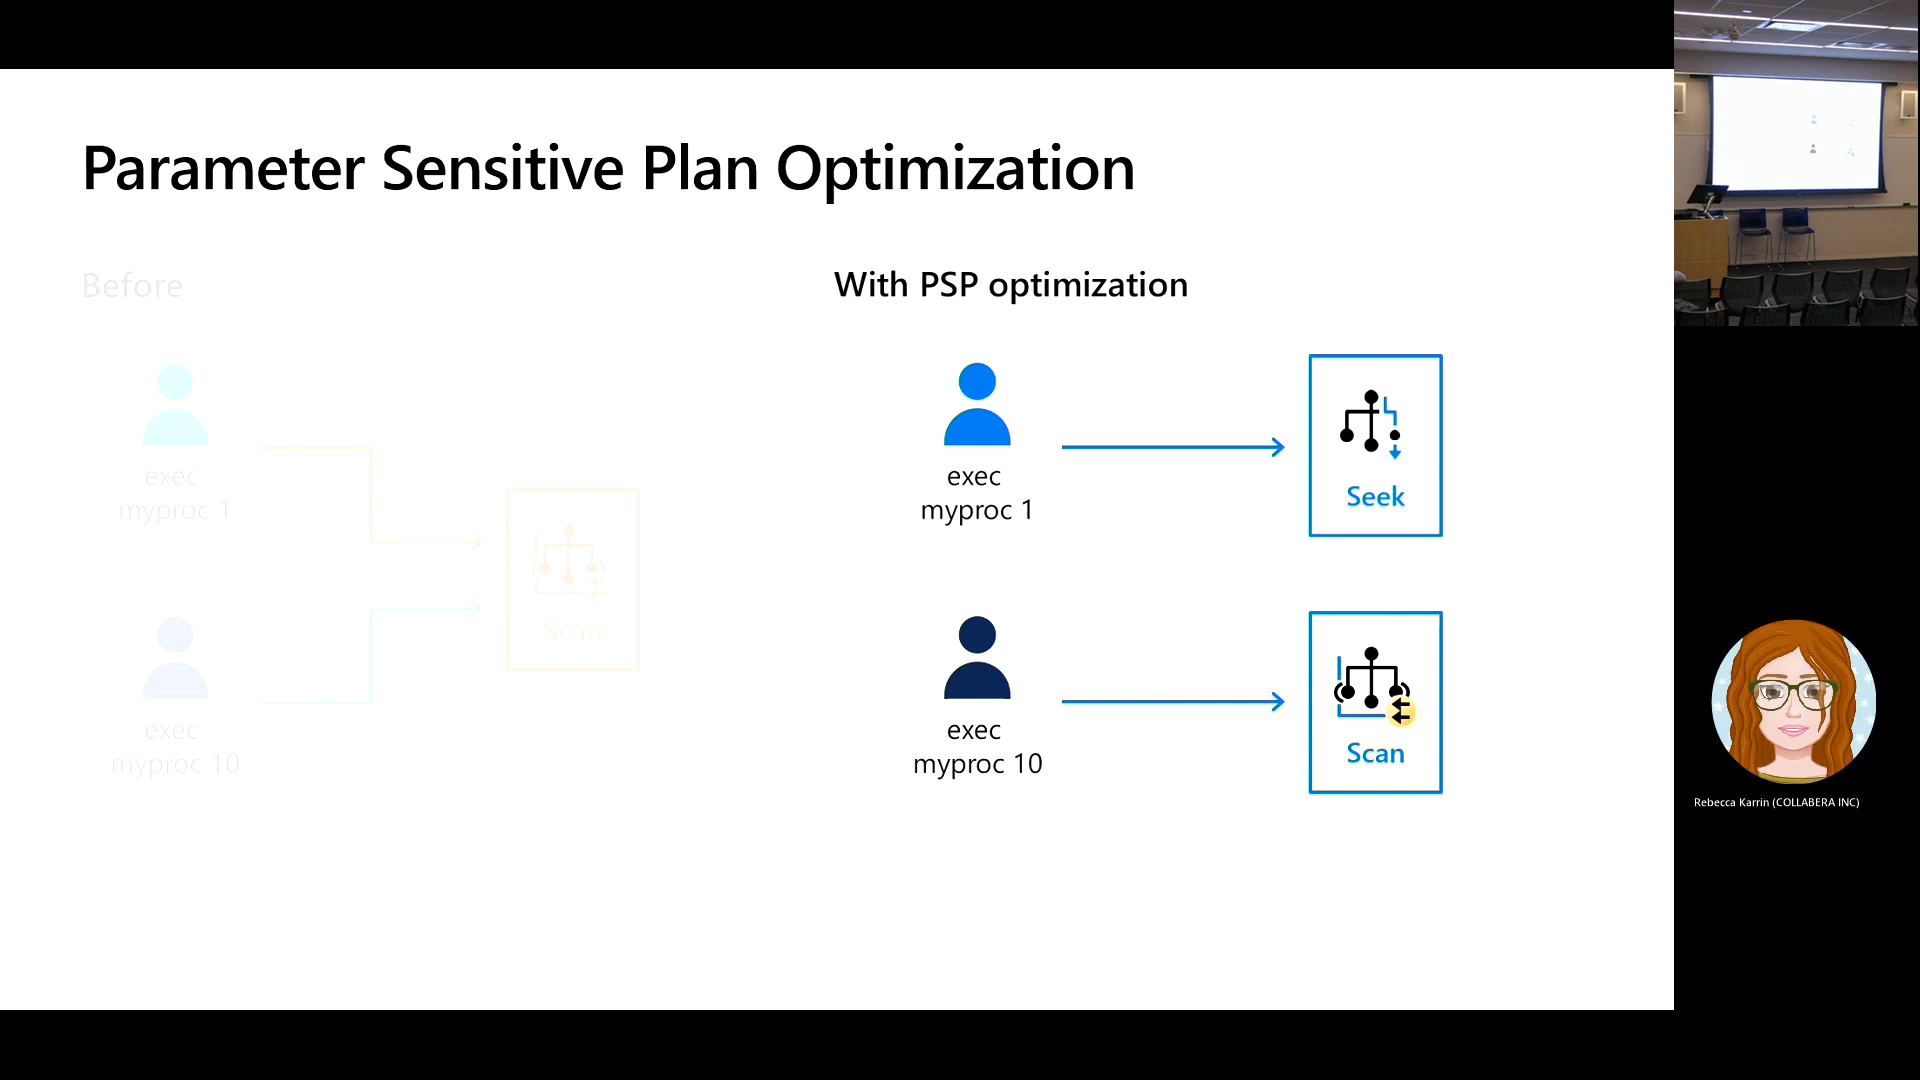 Parameter Sensitive Plan Optimization
Before
exec
myproc 1
exec
myproc 10
Scan
With PSP optimization
exec
myproc 1
Seek
exec
myproc 10
Scan
Rebecca Karrin (COLLABERA INC)